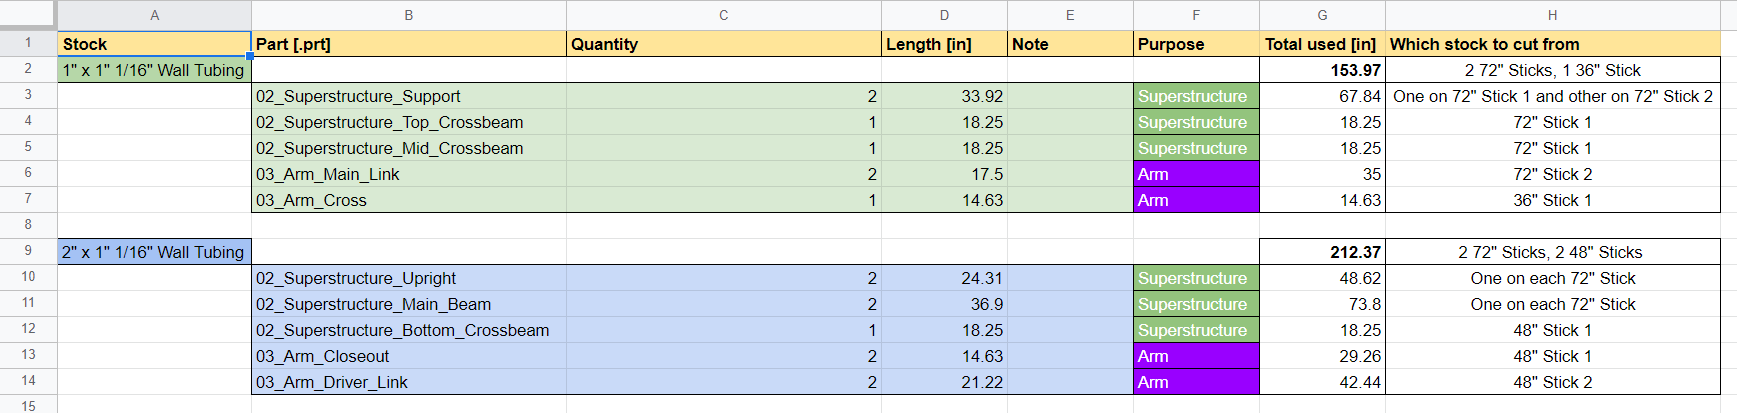 A B C D E F G H
1 Stock Part [.prt] Quantity Length [in] Note Purpose Total used [in] Which stock to cut from
2 1" x 1" 1/16" Wall Tubing 153.97 2 72" Sticks, 1 36" Stick
3 02_Superstructure_Support 2 33.92 Superstructure 67.84 One on 72" Stick 1 and other on 72" Stick 2
4 02_Superstructure_Top_Crossbeam 1 18.25 Superstructure 18.25 72" Stick 1
5 02_Superstructure_Mid_Crossbeam 1 18.25 Superstructure 18.25 72" Stick 1
6 03_Arm_Main_Link 2 17.5 Arm 35 72" Stick 2
7 03_Arm_Cross 1 14.63 Arm 14.63 36" Stick 1
8
9 2" x 1" 1/16" Wall Tubing 212.37 2 72" Sticks, 2 48" Sticks
10 02_Superstructure_Upright 2 24.31 Superstructure 48.62 One on each 72" Stick
11 02_Superstructure_Main_Beam 2 36.9 Superstructure 73.8 One on each 72" Stick
12 02_Superstructure_Bottom_Crossbeam 1 18.25 Superstructure 18.25 48" Stick 1
13 03_Arm_Closeout 2 14.63 Arm 29.26 48" Stick 1
14 03_Arm_Driver_Link 2 21.22 Arm 42.44 48" Stick 2
15